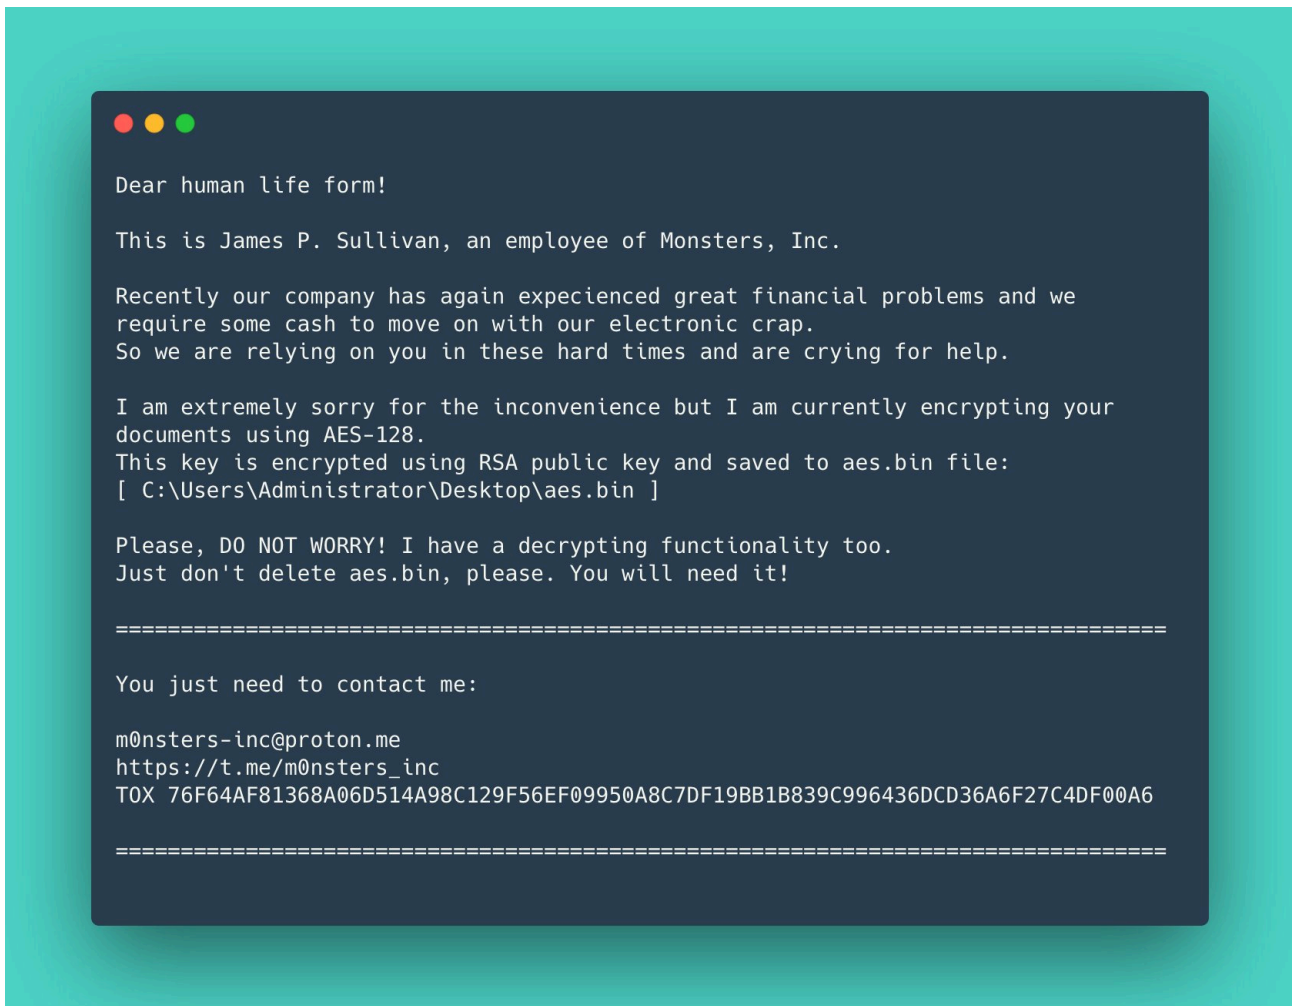 Dear human life form!
This is James P. Sullivan, an employee of Monsters, Inc.
Recently our company has again expecienced great financial problems and we
require some cash to move on with our electronic crap.
So we are relying on you in these hard times and are crying for help.
I am extremely sorry for the inconvenience but I am currently encrypting your
documents using AES-128.
This key is encrypted using RSA public key and saved to aes.bin file:
[ C:\Users\Administrator\Desktop\aes.bin ]
Please, DO NOT WORRY! I have a decrypting functionality too.
Just don't delete aes.bin, please. You will need it!
=================================================================================
You just need to contact me:
m0nsters-inc@proton.me
https://t.me/m0nsters_inc
TOX 76F64AF81368A06D514A98C129F56EF09950A8C7DF19BB1B839C996436DCD36A6F27C4DF00A6
=================================================================================